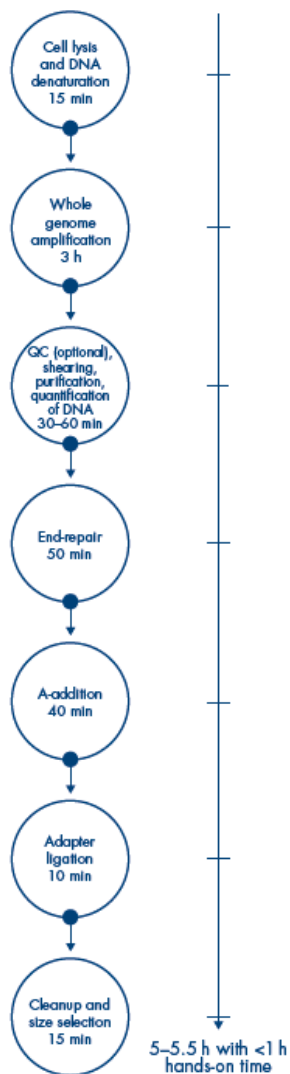 Cell lysis
and DNA
denaturation
15 min
Whole
genome
amplification
3 h
QC (optional),
shearing,
purification,
quantification
of DNA
30–60 min
End-repair
50 min
A-addition
40 min
Adapter
ligation
10 min
Cleanup and
size selection
15 min
5–5.5 h with <1 h
hands-on time